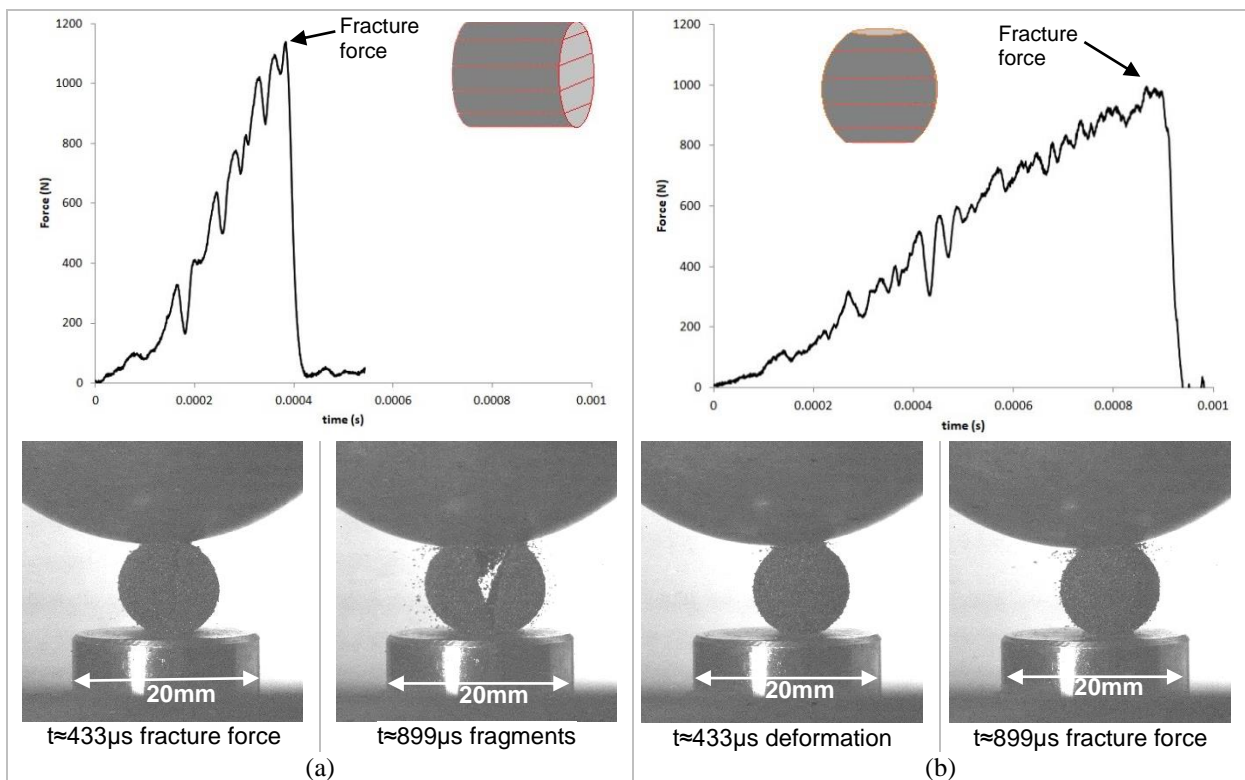 1200
1000
800
600
400
200
0
Force (N)
0
0.0002
0.0004
0.0006
0.0008
0.001
time (s)
Fracture
force
1200
1000
800
600
400
200
0
Force (N)
0
0.0002
0.0004
0.0006
0.0008
0.001
time (s)
Fracture
force
20mm
20mm
20mm
20mm
t≈433μs fracture force
t≈899μs fragments
t≈433μs deformation
t≈899μs fracture force
(a)
(b)